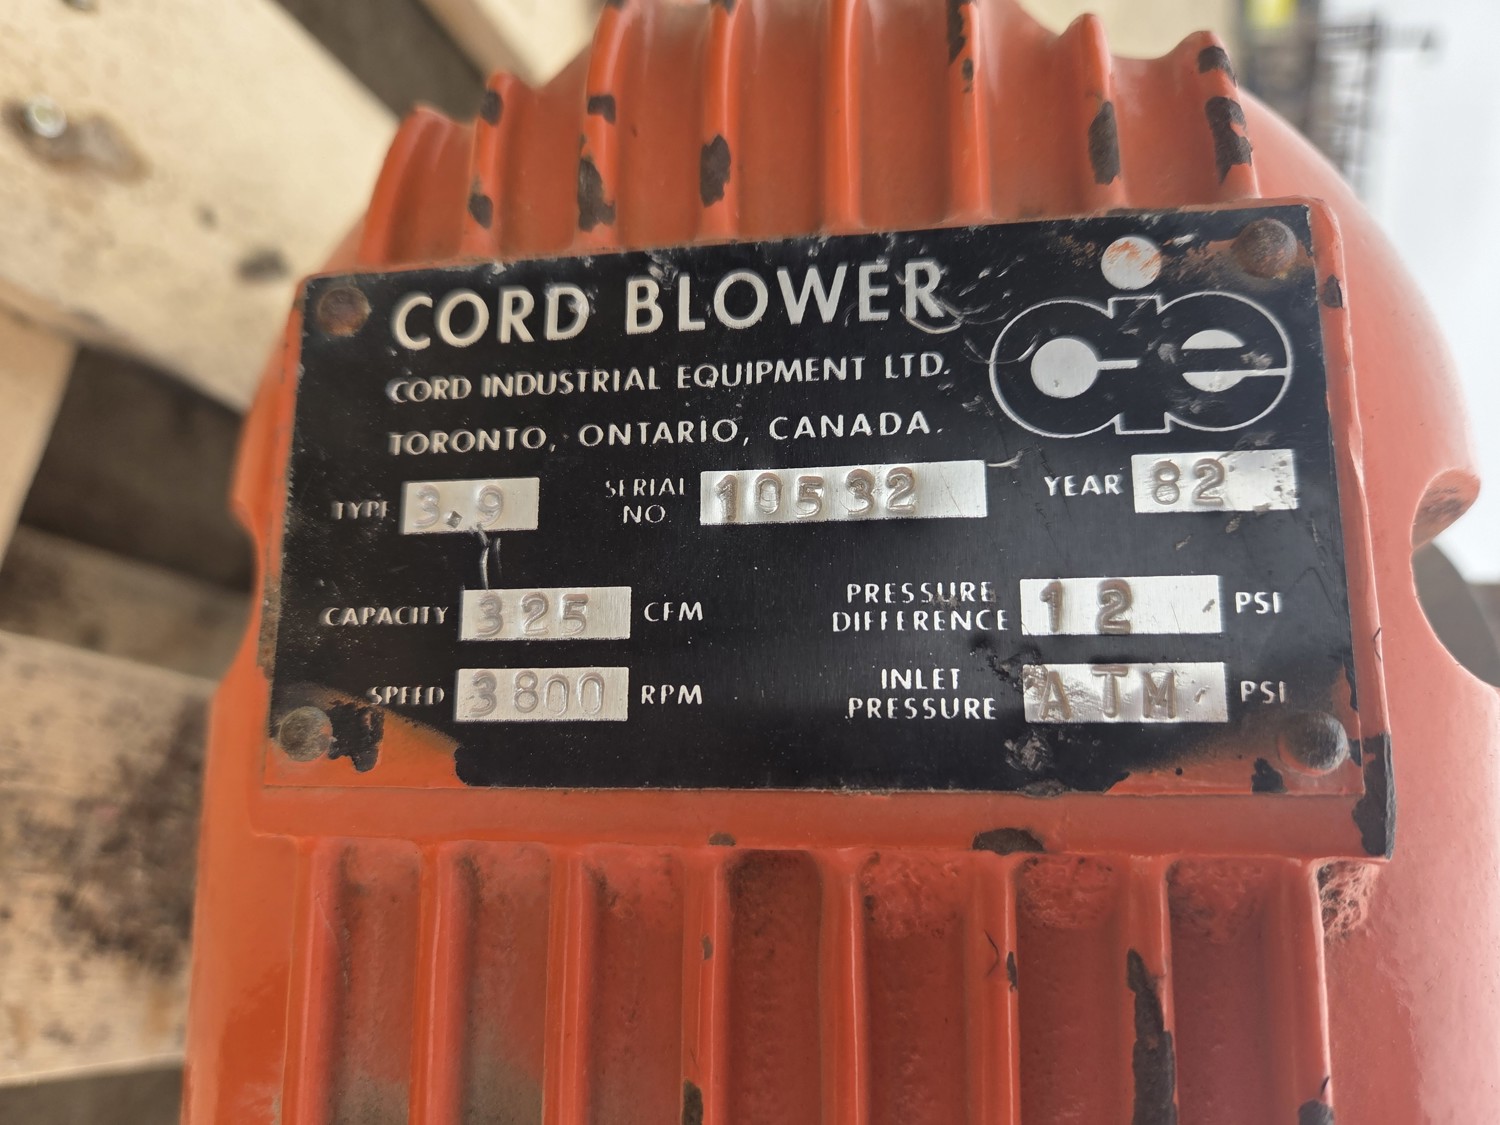 CORD BLOWER
cie
CORD INDUSTRIAL EQUIPMENT LTD.
TORONTO, ONTARIO, CANADA.
TYPE 3.9 SERIAL NO 10532 YEAR 82
CAPACITY 325 CFM PRESSURE DIFFERENCE 12 PSI
SPEED 3800 RPM INLET PRESSURE ATM PSI